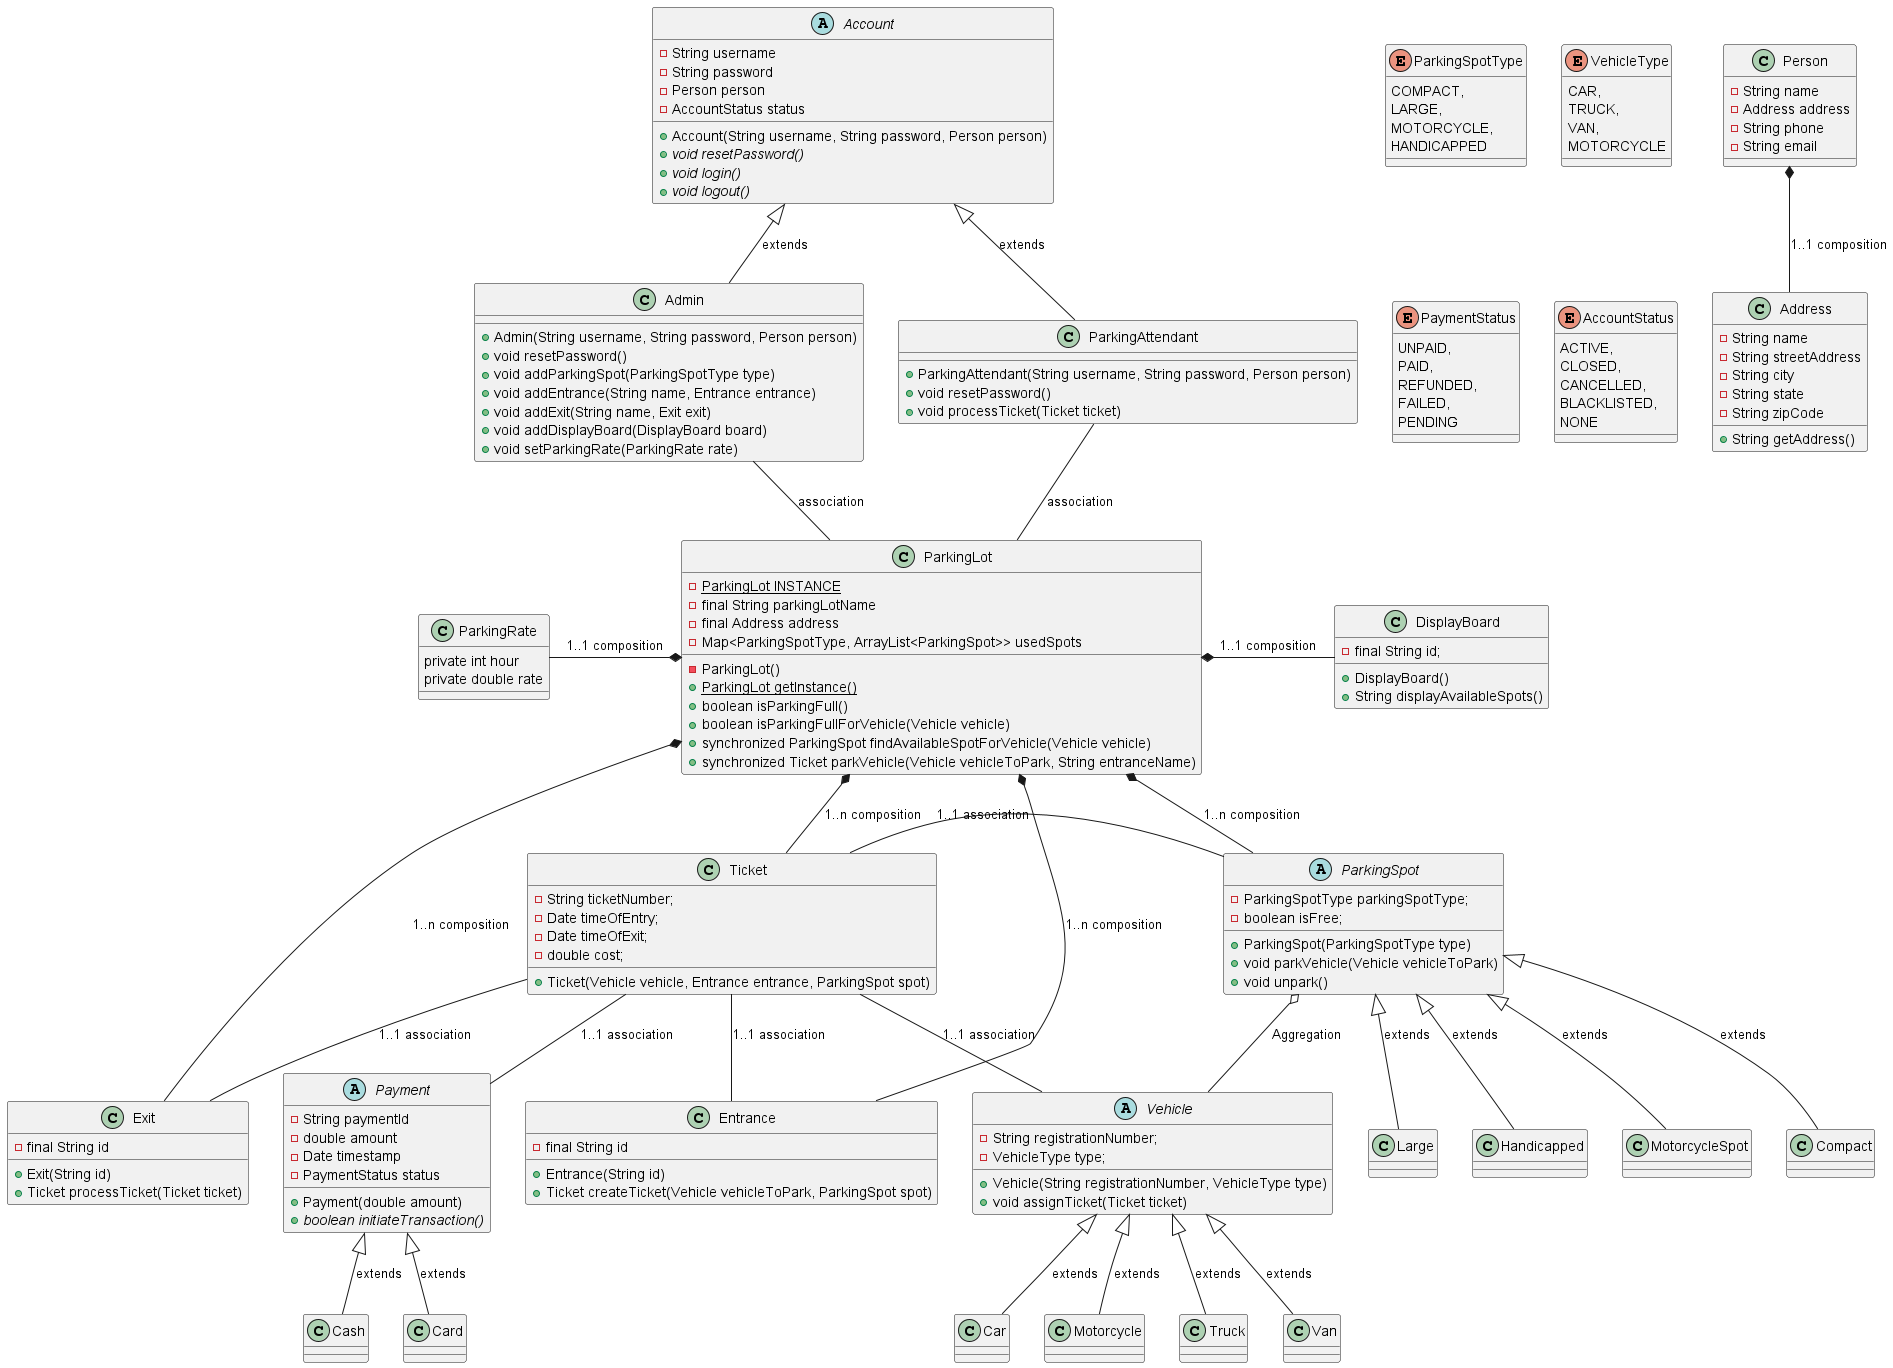 A Account
String username
String password
Person person
AccountStatus status
Account(String username, String password, Person person)
void resetPassword()
void login()
void logout()
E ParkingSpotType
COMPACT,
LARGE,
MOTORCYCLE,
HANDICAPPED
E VehicleType
CAR,
TRUCK,
VAN,
MOTORCYCLE
C Person
String name
Address address
String phone
String email
extends
extends
1..1 composition
C Admin
Admin(String username, String password, Person person)
void resetPassword()
void addParkingSpot(ParkingSpotType type)
void addEntrance(String name, Entrance entrance)
void addExit(String name, Exit exit)
void addDisplayBoard(DisplayBoard board)
void setParkingRate(ParkingRate rate)
C ParkingAttendant
ParkingAttendant(String username, String password, Person person)
void resetPassword()
void processTicket(Ticket ticket)
E PaymentStatus
UNPAID,
PAID,
REFUNDED,
FAILED,
PENDING
E AccountStatus
ACTIVE,
CLOSED,
CANCELLED,
BLACKLISTED,
NONE
C Address
String name
String streetAddress
String city
String state
String zipCode
String getAddress()
association
association
C ParkingRate
private int hour
private double rate
1..1 composition
C ParkingLot
ParkingLot INSTANCE
final String parkingLotName
final Address address
Map<ParkingSpotType, ArrayList<ParkingSpot>> usedSpots
ParkingLot()
ParkingLot getInstance()
boolean isParkingFull()
boolean isParkingFullForVehicle(Vehicle vehicle)
synchronized ParkingSpot findAvailableSpotForVehicle(Vehicle vehicle)
synchronized Ticket parkVehicle(Vehicle vehicleToPark, String entranceName)
1..1 composition
C DisplayBoard
final String id;
DisplayBoard()
String displayAvailableSpots()
1..n composition
1..1 association
1..n composition
C Ticket
String ticketNumber;
Date timeOfEntry;
Date timeOfExit;
double cost;
Ticket(Vehicle vehicle, Entrance entrance, ParkingSpot spot)
A ParkingSpot
ParkingSpotType parkingSpotType;
boolean isFree;
ParkingSpot(ParkingSpotType type)
void parkVehicle(Vehicle vehicleToPark)
void unpark()
1..n composition
1..n composition
1..1 association
1..1 association
1..1 association
1..1 association
Aggregation
extends
extends
extends
extends
C Exit
final String id
Exit(String id)
Ticket processTicket(Ticket ticket)
A Payment
String paymentId
double amount
Date timestamp
PaymentStatus status
Payment(double amount)
boolean initiateTransaction()
C Entrance
final String id
Entrance(String id)
Ticket createTicket(Vehicle vehicleToPark, ParkingSpot spot)
A Vehicle
String registrationNumber;
VehicleType type;
Vehicle(String registrationNumber, VehicleType type)
void assignTicket(Ticket ticket)
C Large
C Handicapped
C MotorcycleSpot
C Compact
extends
extends
extends
extends
extends
extends
C Cash
C Card
C Car
C Motorcycle
C Truck
C Van